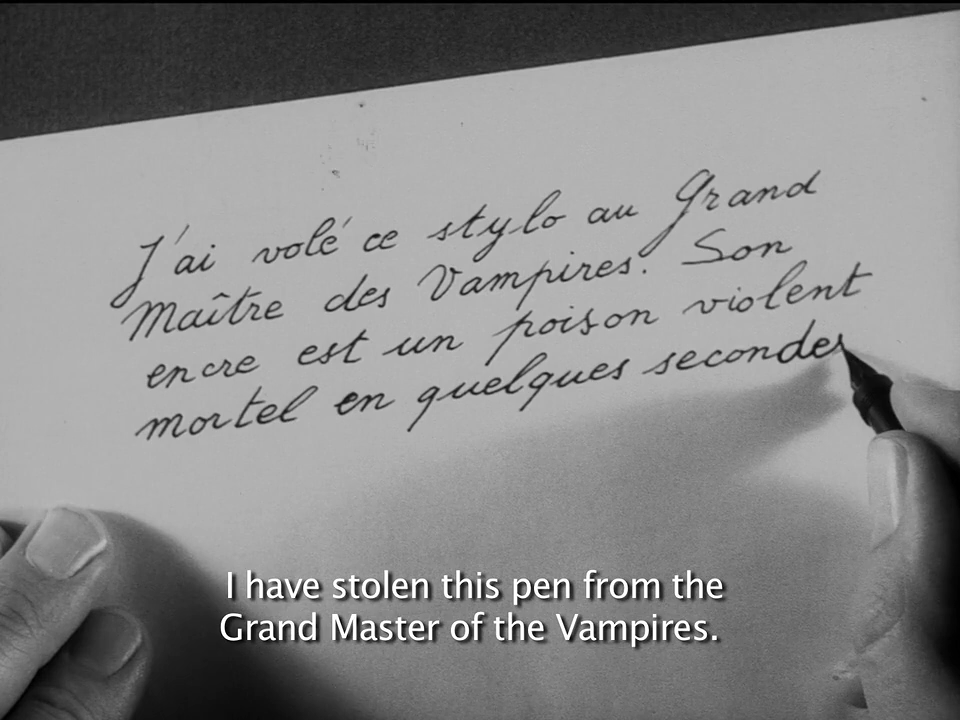 J'ai volé ce stylo au Grand
Maître des Vampires. Son
encre est un poison violent
mortel en quelques secondes
I have stolen this pen from the
Grand Master of the Vampires.